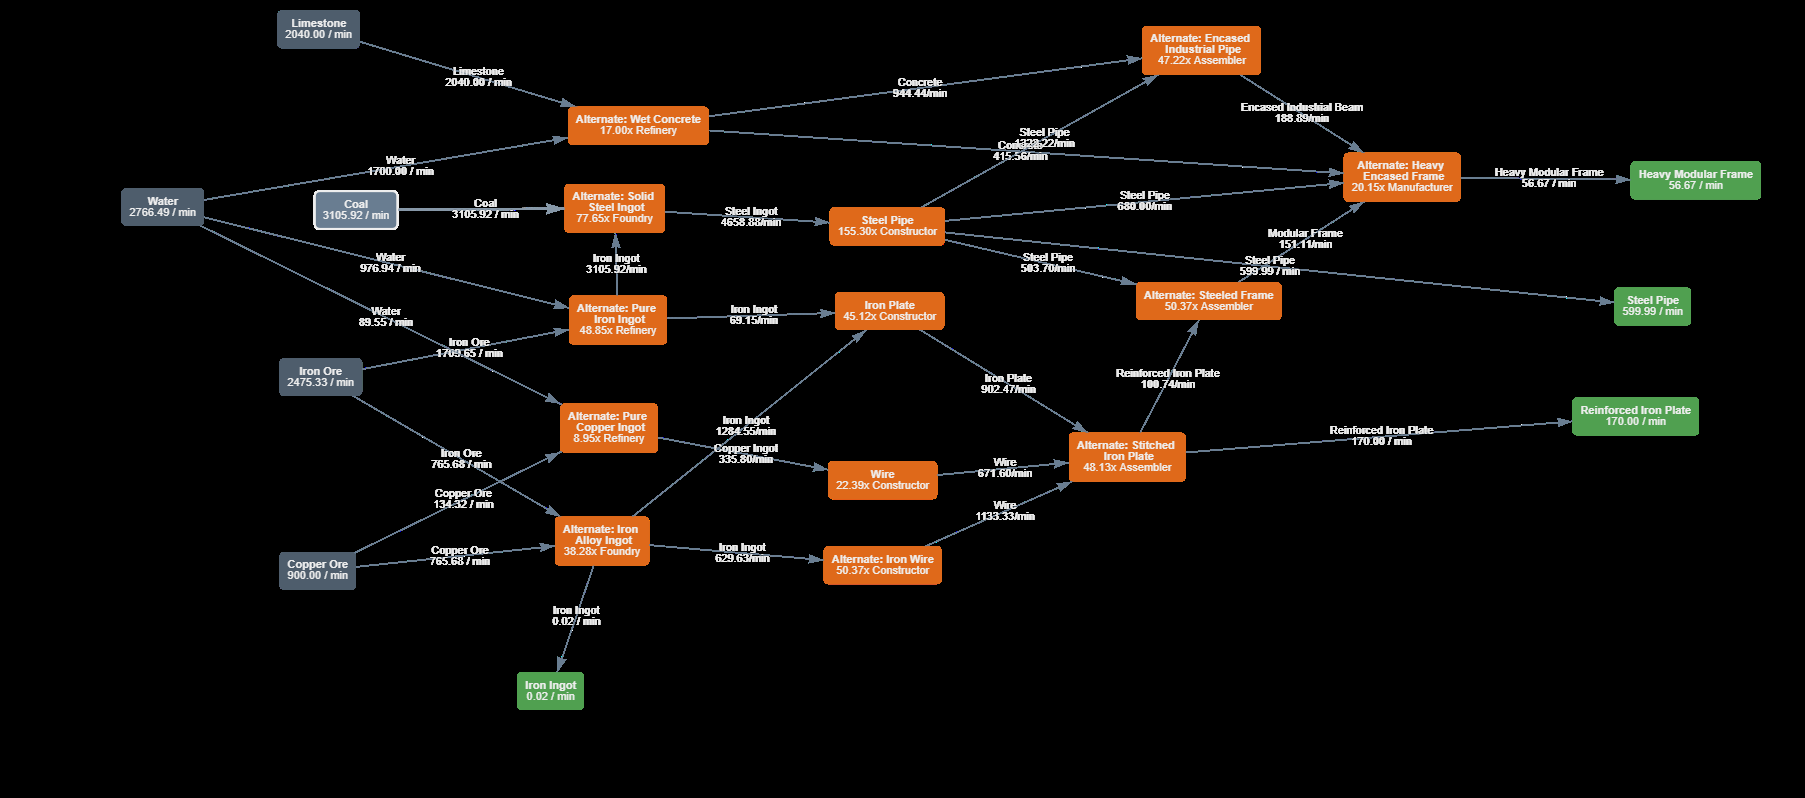 Limestone
2040.00 / min
Limestone
2040.00 / min
Alternate: Encased
Industrial Pipe
47.22x Assembler
Concrete
944.44/min
Encased Industrial Beam
188.89/min
Alternate: Wet Concrete
17.00x Refinery
Steel Pipe
Concrete
415.56/min
Water
1700.00 / min
Alternate: Heavy
Encased Frame
20.15x Manufacturer
Heavy Modular Frame
56.67 / min
Heavy Modular Frame
56.67 / min
Water
2766.49 / min
Coal
3105.92 / min
Coal
3105.92 / min
Alternate: Solid
Steel Ingot
77.65x Foundry
Steel Ingot
4658.88/min
Steel Pipe
155.30x Constructor
Steel Pipe
680.00/min
Modular Frame
151.11/min
Water
976.94 / min
Iron Ingot
3105.92/min
Steel Pipe
503.70/min
Steel Pipe
599.99 / min
Steel Pipe
599.99 / min
Alternate: Steeled Frame
50.37x Assembler
Water
89.55 / min
Alternate: Pure
Iron Ingot
48.85x Refinery
Iron Ingot
69.15/min
Iron Plate
45.12x Constructor
Iron Ore
1709.65 / min
Iron Ore
2475.33 / min
Iron Plate
902.47/min
Reinforced Iron Plate
100.74/min
Reinforced Iron Plate
170.00 / min
Alternate: Pure
Copper Ingot
8.95x Refinery
Iron Ingot
1284.55/min
Copper Ingot
335.80/min
Reinforced Iron Plate
170.00 / min
Alternate: Stitched
Iron Plate
48.13x Assembler
Iron Ore
765.68 / min
Wire
22.39x Constructor
Wire
671.60/min
Copper Ore
134.32 / min
Wire
1133.33/min
Alternate: Iron
Alloy Ingot
38.28x Foundry
Copper Ore
765.68 / min
Iron Ingot
629.63/min
Alternate: Iron Wire
50.37x Constructor
Copper Ore
900.00 / min
Iron Ingot
0.02 / min
Iron Ingot
0.02 / min